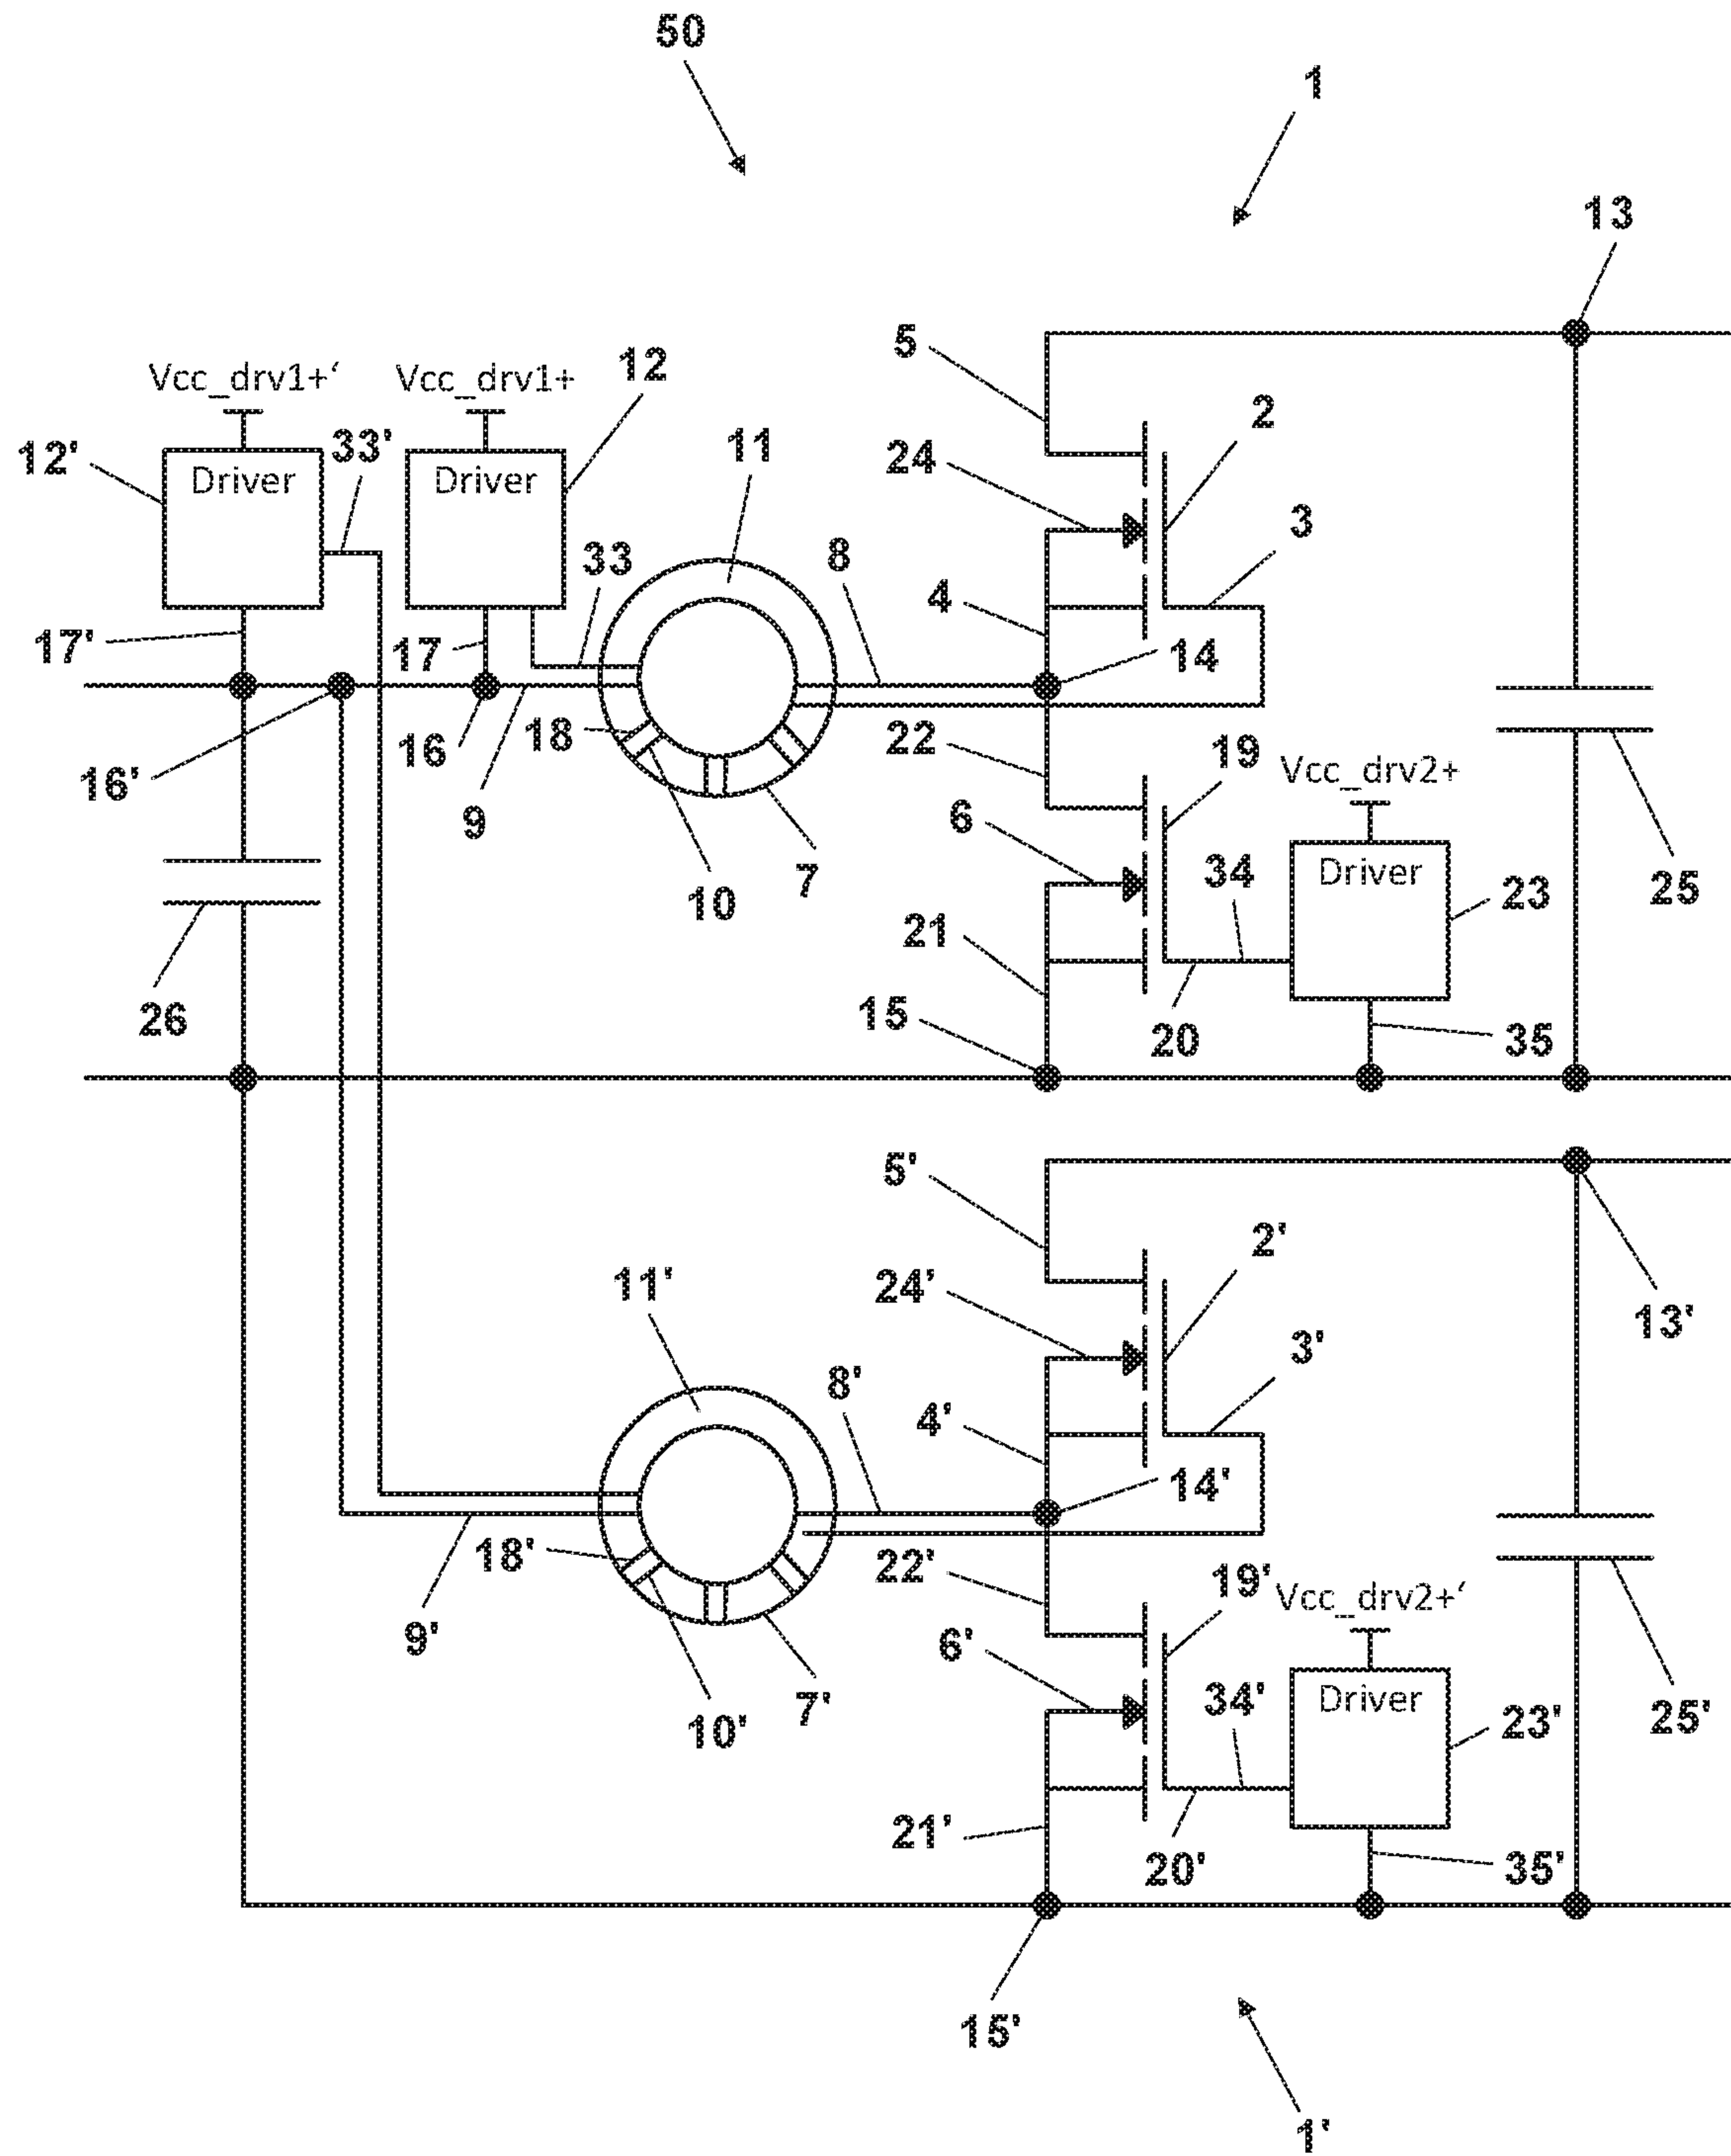 50
1
13
5
Vcc_drv1+‘ Vcc_drv1+ 12
2
12' Driver 33' Driver 11 24
3
33 8
4
17' 17 14
16' 16 18 22 19
Vcc_drv2+
9 6
10 7 34 Driver 23 25
21
26 15 20 35
5'
2'
11' 24' 13'
3'
8' 4'
14'
18' 22' 19' Vcc_drv2+‘
9' 6'
10' 7' 34' Driver 23' 25'
21'
20' 35'
15'
1'